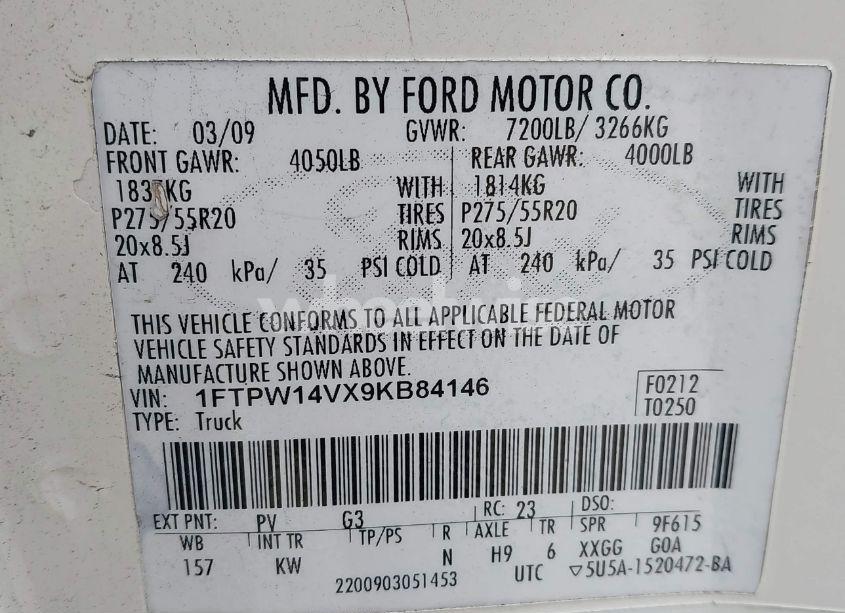 MFD. BY FORD MOTOR CO.
DATE: 03/09 GVWR: 7200LB/ 3266KG
FRONT GAWR: 4050LB REAR GAWR: 4000LB
KG WITH 1814KG WITH
P275/55R20 TIRES P275/55R20 TIRES
20x8.5J RIMS 20x8.5J RIMS
AT 240 kPa/ 35 PSI COLD AT 240 kPa/ 35 PSI COLD
THIS VEHICLE CONFORMS TO ALL APPLICABLE FEDERAL MOTOR
VEHICLE SAFETY STANDARDS IN EFFECT ON THE DATE OF
MANUFACTURE SHOWN ABOVE.
VIN: 1FTPW14VX9KB84146 F0212
TYPE: Truck T0250
EXT PNT: PV G3 RC: 23 DSO:
WB INT TR TP/PS R AXLE TR SPR 9F615
157 KW N H9 6 XXGG G0A
2200903051453 UTC ▽5U5A-1520472-BA